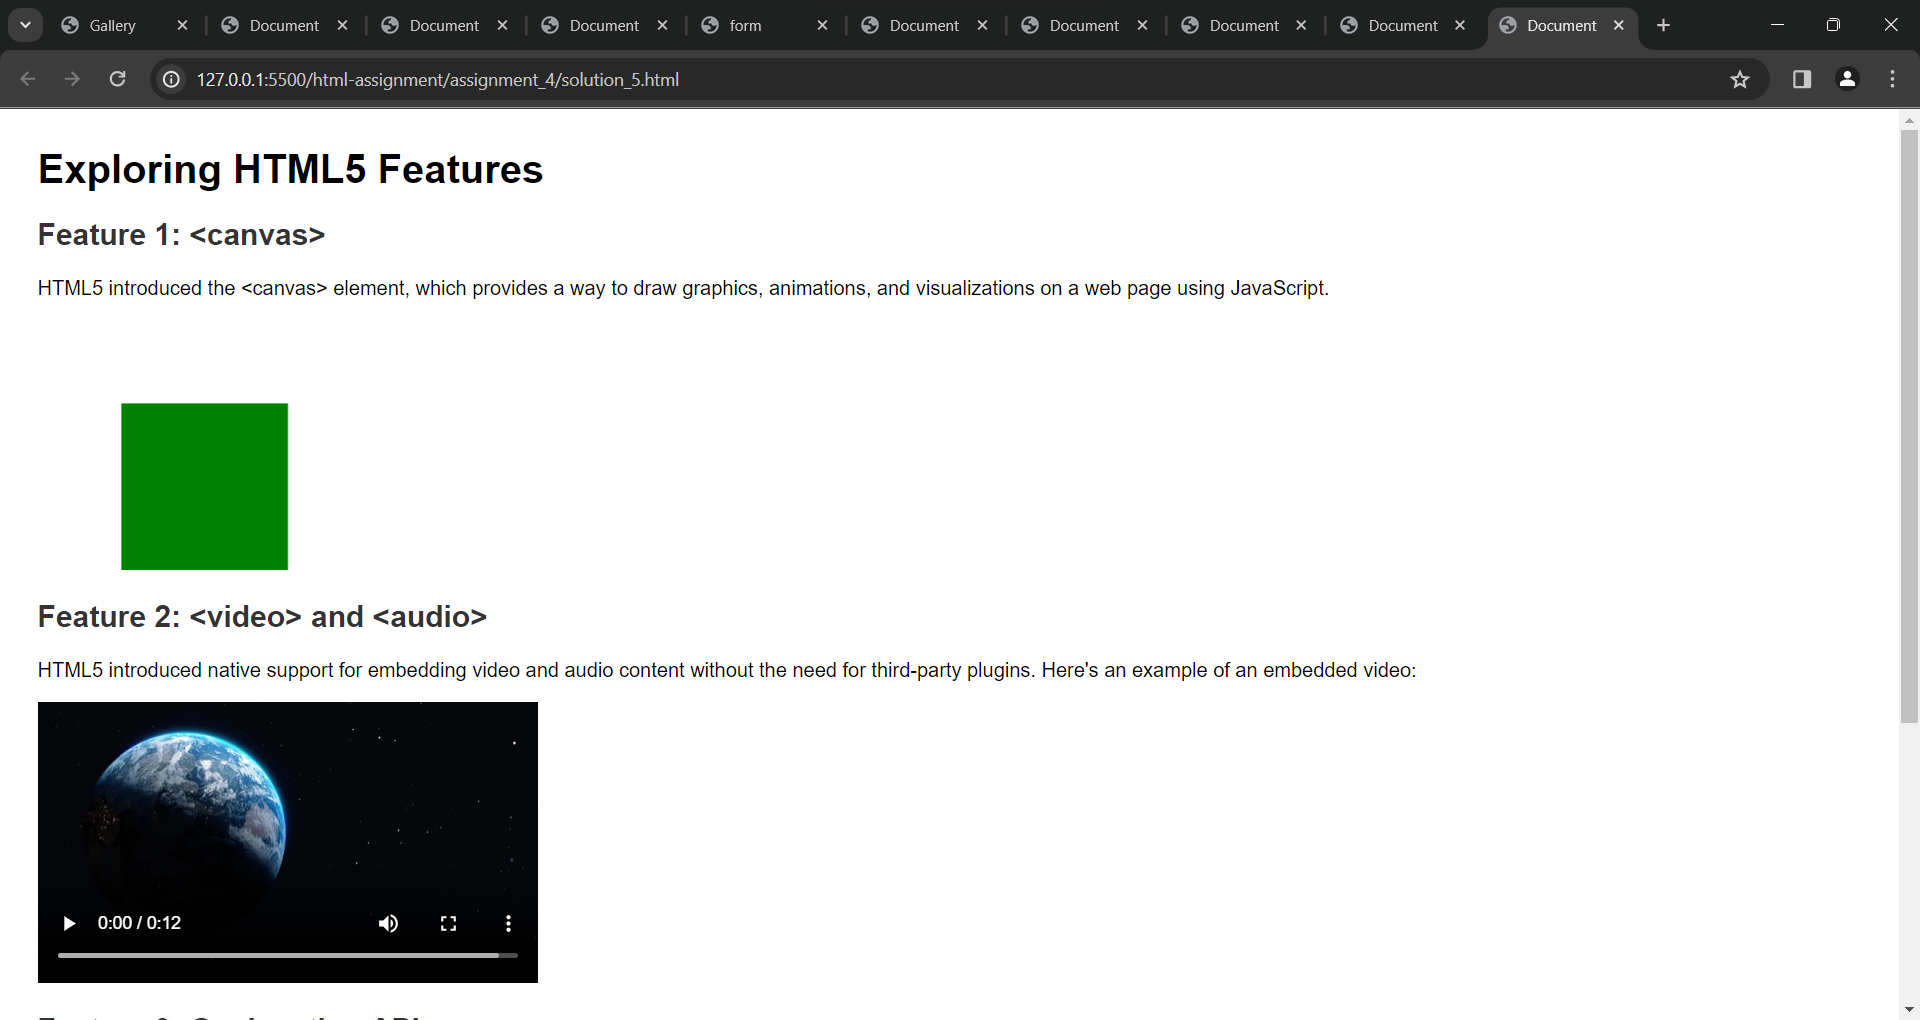 Gallery Document Document Document form Document Document Document Document Document
127.0.0.1:5500/html-assignment/assignment_4/solution_5.html
Exploring HTML5 Features
Feature 1: <canvas>
HTML5 introduced the <canvas> element, which provides a way to draw graphics, animations, and visualizations on a web page using JavaScript.
Feature 2: <video> and <audio>
HTML5 introduced native support for embedding video and audio content without the need for third-party plugins. Here's an example of an embedded video:
0:00 / 0:12